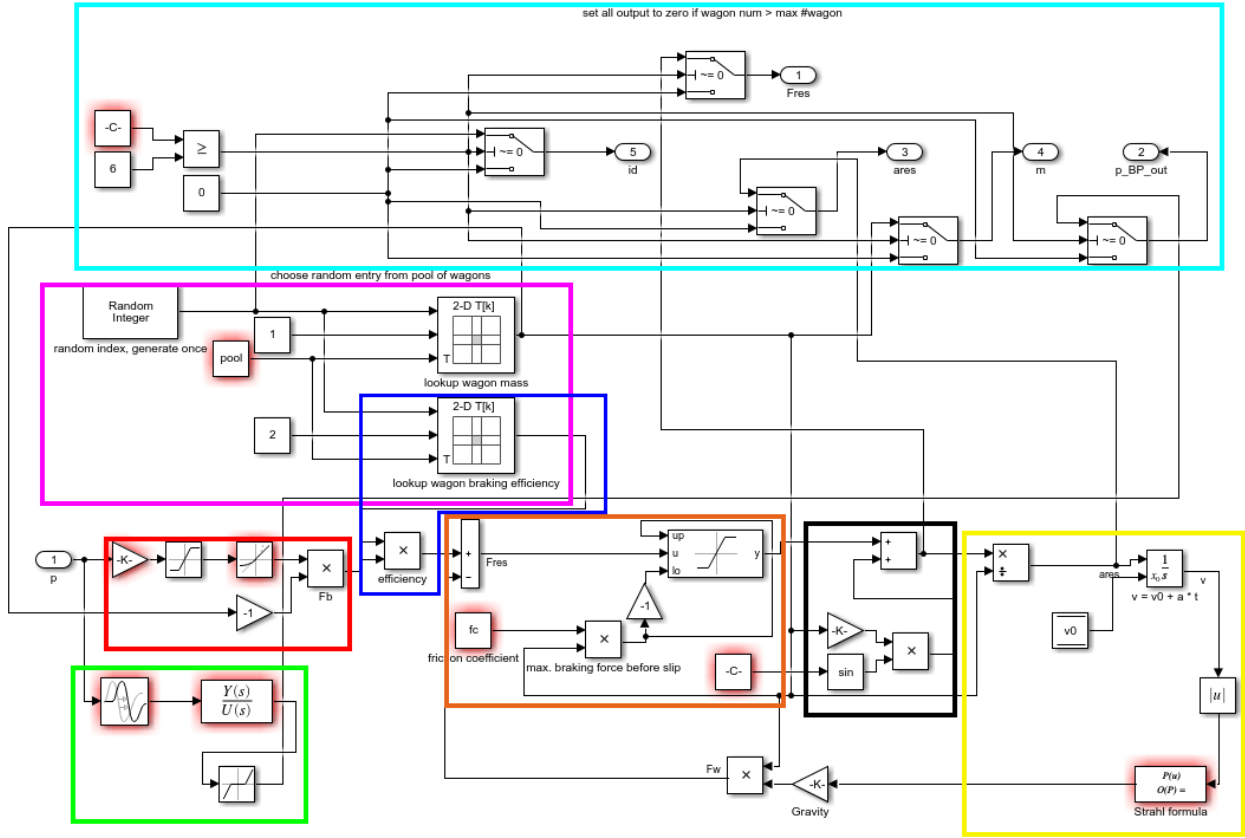 set all output to zero if wagon num > max #wagon
~= 0
1
Fres
-C-
≥
6
0
~= 0
5
id
~= 0
3
ares
~= 0
4
m
~= 0
2
p_BP_out
choose random entry from pool of wagons
Random
Integer
random index, generate once
1
pool
2-D T[k]
T
lookup wagon mass
2
2-D T[k]
T
lookup wagon braking efficiency
1
p
-K-
-1
×
Fb
×
efficiency
+
−
Fres
up
u
lo
y
-1
fc
friction coefficient
×
max. braking force before slip
-C-
+
+
-K-
sin
×
×
÷
ares
1
x₀ s
v
v = v0 + a * t
v0
|u|
Y(s)
U(s)
Fw
×
-K-
Gravity
P(u)
O(P) =
Strahl formula